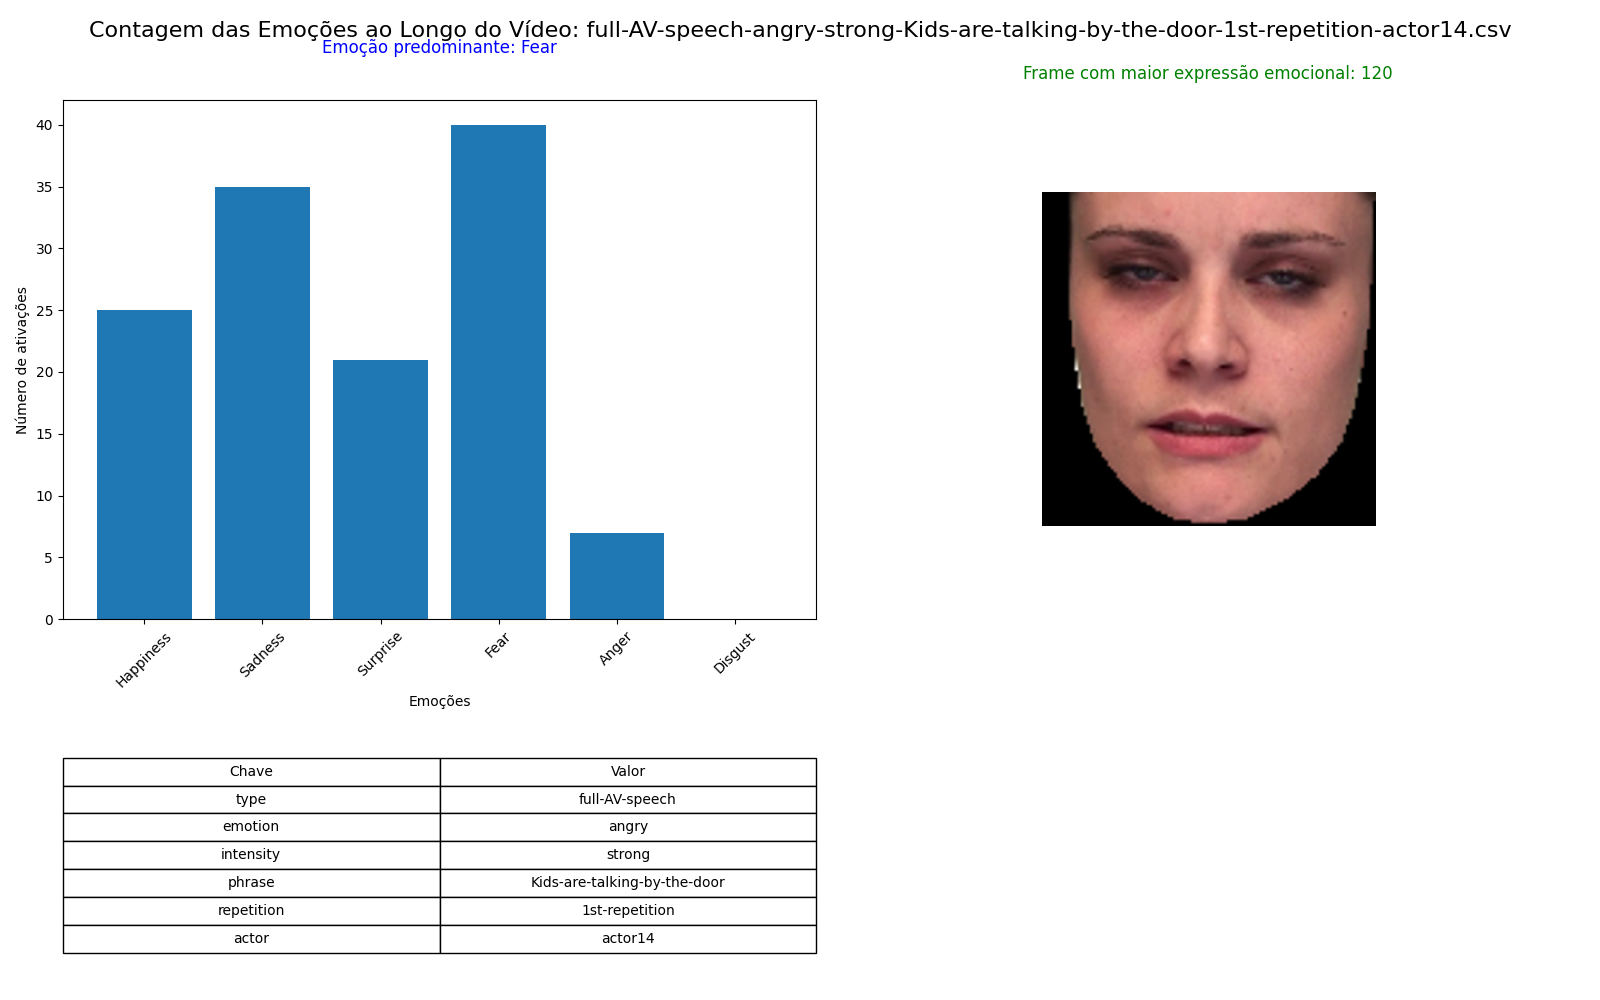 Contagem das Emoções ao Longo do Vídeo: full-AV-speech-angry-strong-Kids-are-talking-by-the-door-1st-repetition-actor14.csv
Emoção predominante: Fear
Frame com maior expressão emocional: 120
Número de ativações
40
35
30
25
20
15
10
5
0
Happiness
Sadness
Surprise
Fear
Anger
Disgust
Emoções
Chave Valor
type full-AV-speech
emotion angry
intensity strong
phrase Kids-are-talking-by-the-door
repetition 1st-repetition
actor actor14